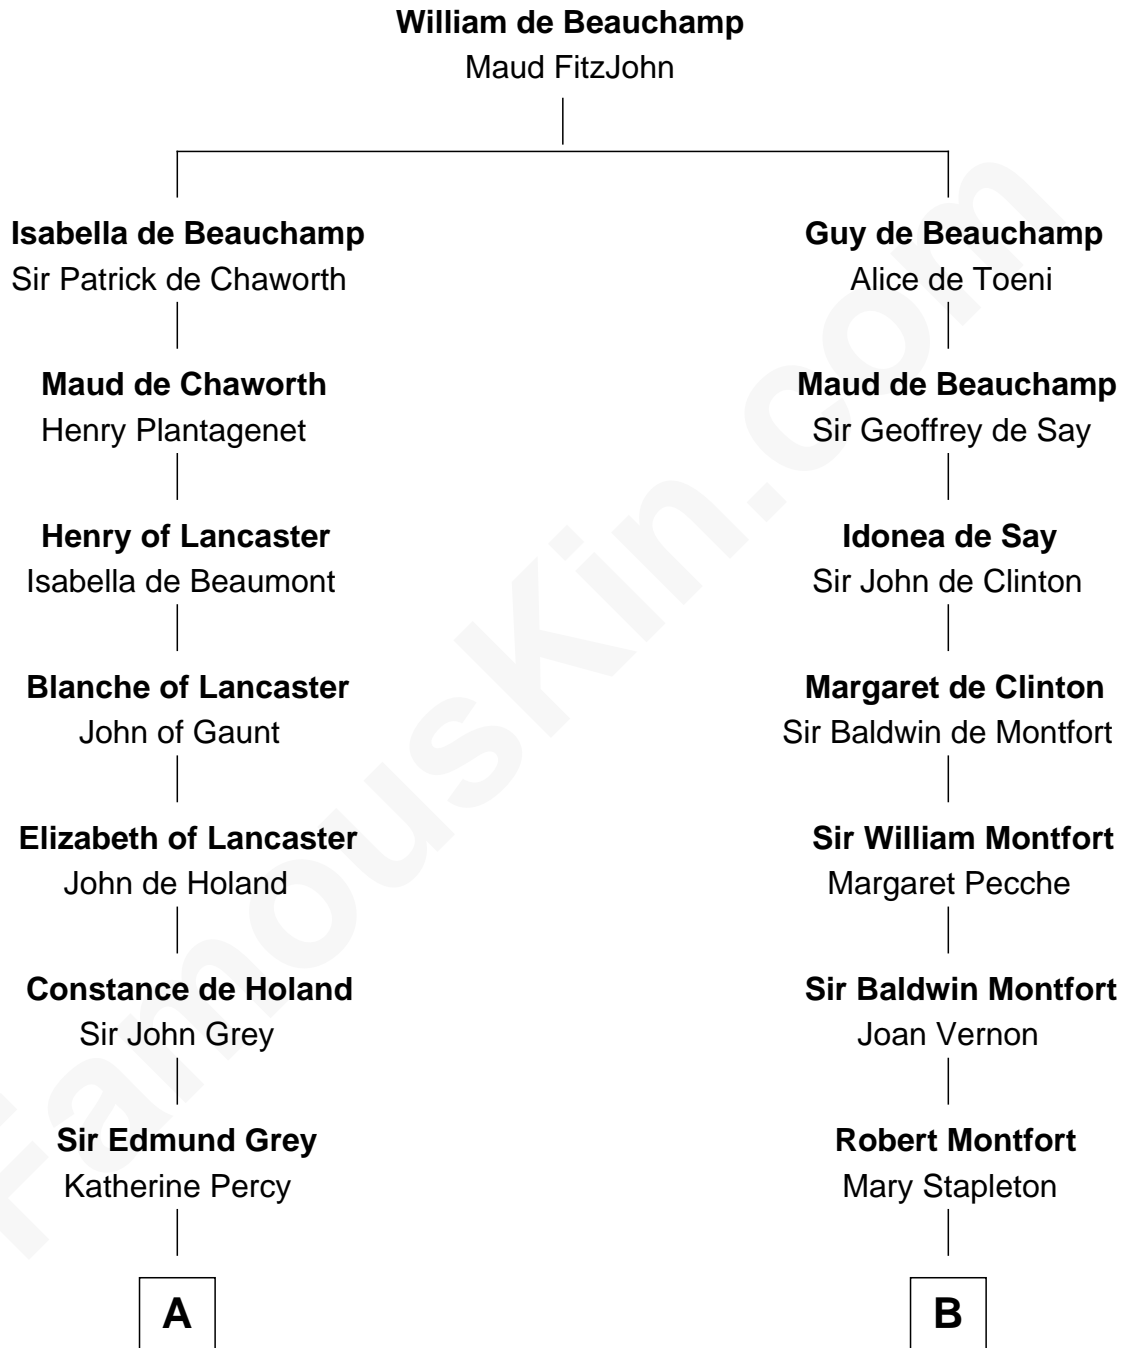 William de Beauchamp
Maud FitzJohn
Isabella de Beauchamp
Sir Patrick de Chaworth
Guy de Beauchamp
Alice de Toeni
Maud de Chaworth
Henry Plantagenet
Maud de Beauchamp
Sir Geoffrey de Say
Henry of Lancaster
Isabella de Beaumont
Idonea de Say
Sir John de Clinton
Blanche of Lancaster
John of Gaunt
Margaret de Clinton
Sir Baldwin de Montfort
Elizabeth of Lancaster
John de Holand
Sir William Montfort
Margaret Pecche
Constance de Holand
Sir John Grey
Sir Baldwin Montfort
Joan Vernon
Sir Edmund Grey
Katherine Percy
Robert Montfort
Mary Stapleton
A
B
FamousKin.com